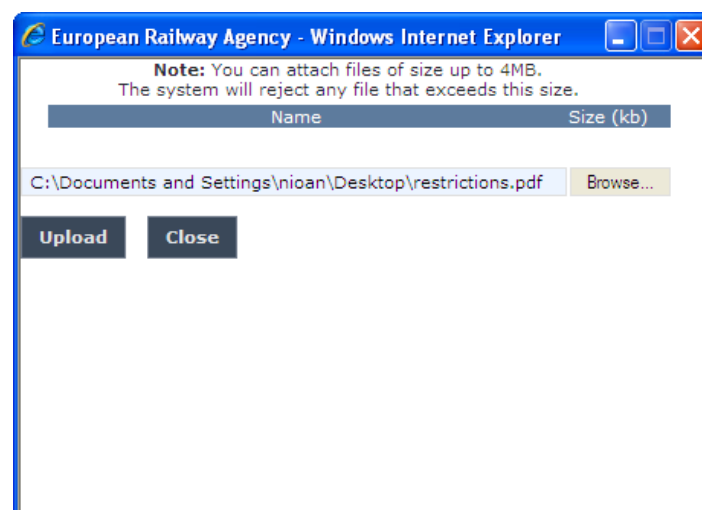 European Railway Agency - Windows Internet Explorer
Note: You can attach files of size up to 4MB.
The system will reject any file that exceeds this size.
Name Size (kb)
C:\Documents and Settings\nioan\Desktop\restrictions.pdf Browse...
Upload Close